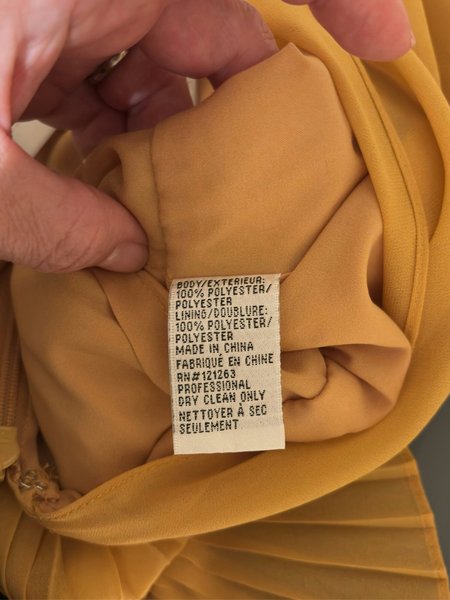 BODY/EXTERIEUR:
100% POLYESTER/
POLYESTER
LINING/DOUBLURE:
100% POLYESTER/
POLYESTER
MADE IN CHINA
FABRIQUÉ EN CHINE
RN#121263
PROFESSIONAL
DRY CLEAN ONLY
NETTOYER À SEC
SEULEMENT